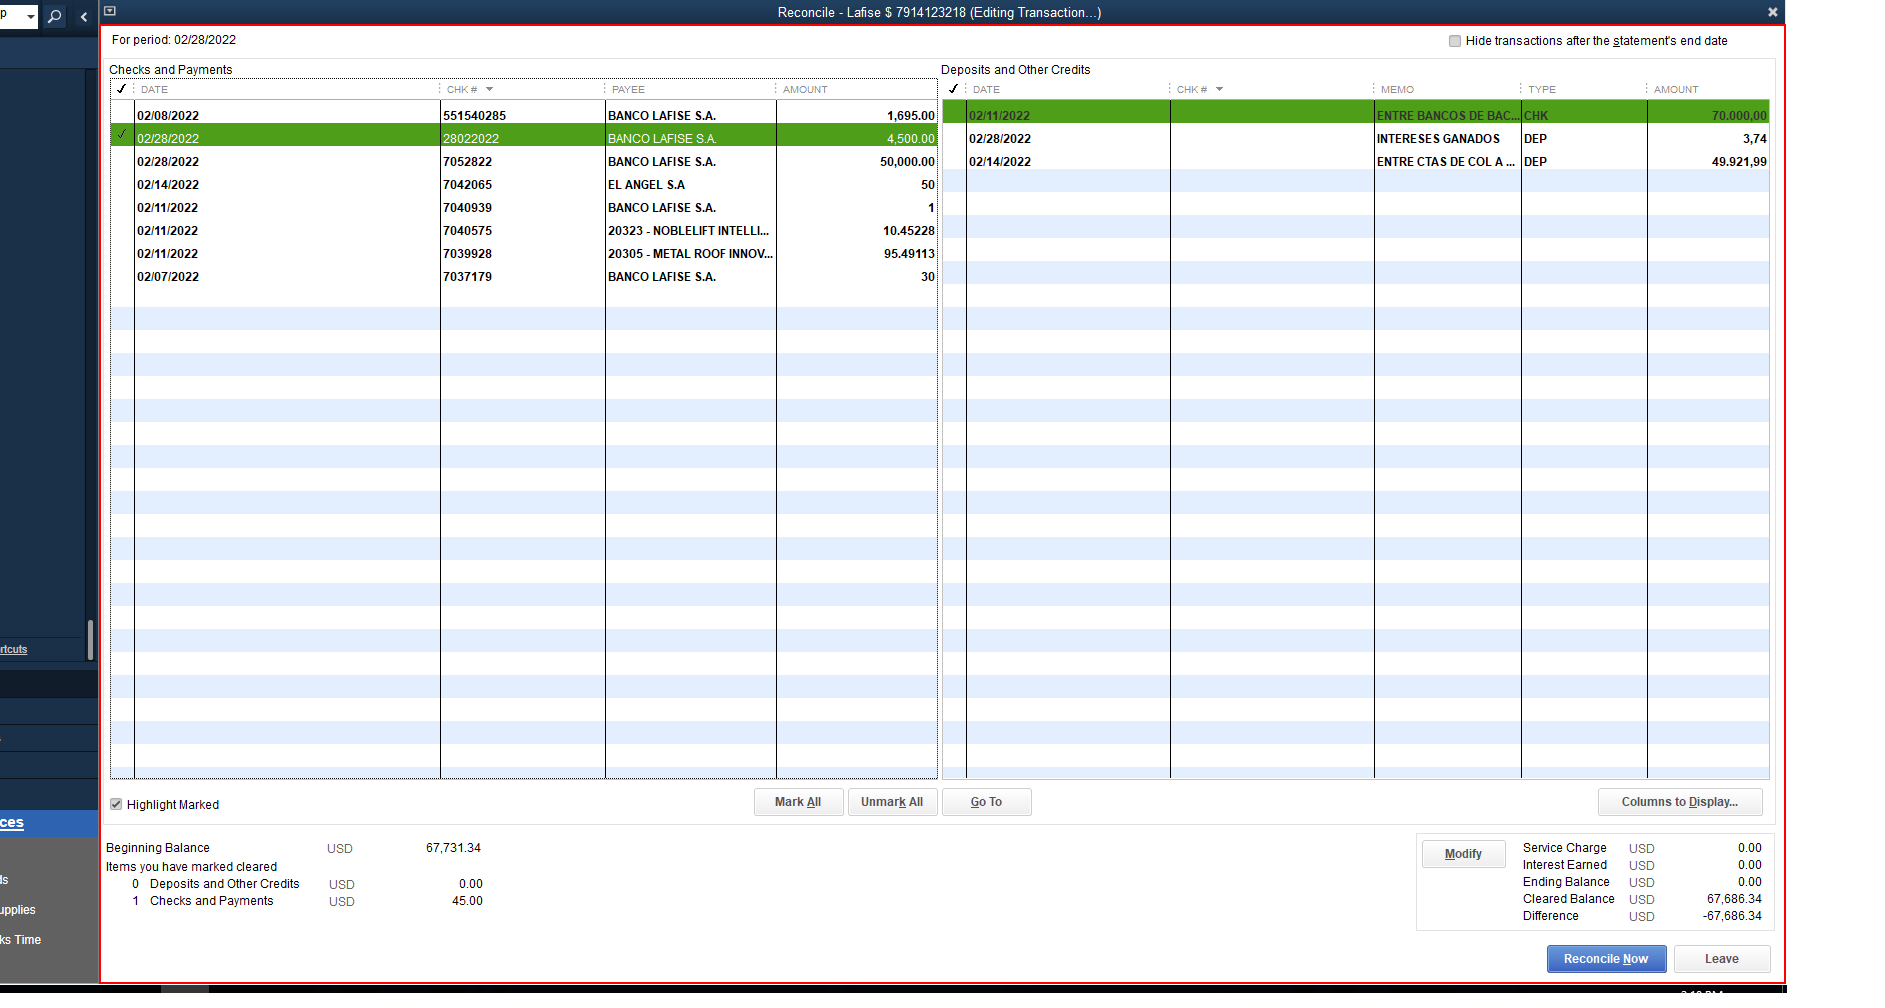 p
Reconcile - Lafise $ 7914123218 (Editing Transaction...)
For period: 02/28/2022
Hide transactions after the statement's end date
Checks and Payments
DATE CHK # PAYEE AMOUNT
02/08/2022 551540285 BANCO LAFISE S.A. 1,695.00
02/28/2022 28022022 BANCO LAFISE S.A. 4,500.00
02/28/2022 7052822 BANCO LAFISE S.A. 50,000.00
02/14/2022 7042065 EL ANGEL S.A 50
02/11/2022 7040939 BANCO LAFISE S.A. 1
02/11/2022 7040575 20323 - NOBLELIFT INTELLI... 10.45228
02/11/2022 7039928 20305 - METAL ROOF INNOV... 95.49113
02/07/2022 7037179 BANCO LAFISE S.A. 30
Deposits and Other Credits
DATE CHK # MEMO TYPE AMOUNT
02/11/2022 ENTRE BANCOS DE BAC... CHK 70.000,00
02/28/2022 INTERESES GANADOS DEP 3,74
02/14/2022 ENTRE CTAS DE COL A ... DEP 49.921,99
rtcuts
ces
ds
upplies
ks Time
Highlight Marked
Mark All
Unmark All
Go To
Columns to Display...
Beginning Balance USD 67,731.34
Items you have marked cleared
0 Deposits and Other Credits USD 0.00
1 Checks and Payments USD 45.00
Modify
Service Charge USD 0.00
Interest Earned USD 0.00
Ending Balance USD 0.00
Cleared Balance USD 67,686.34
Difference USD -67,686.34
Reconcile Now
Leave